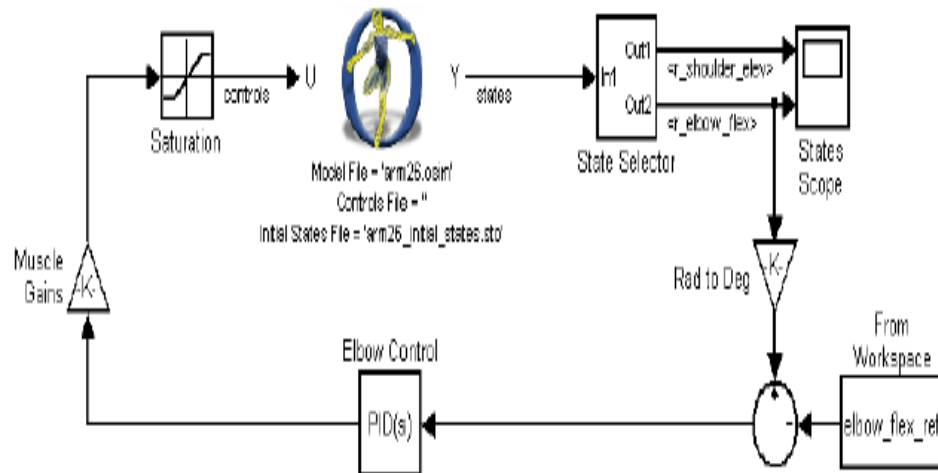 Out1
<r_shoulder_elev>
In1
Out2
<r_elbow_flex>
U
Y
controls
states
Saturation
State Selector
States
Scope
Model File = 'arm26.osim'
Controls File = ''
Initial States File = 'arm26_initial_states.sto'
Muscle
Gains
-K-
Rad to Deg
-K-
From
Workspace
Elbow Control
PID(s)
-
elbow_flex_ref